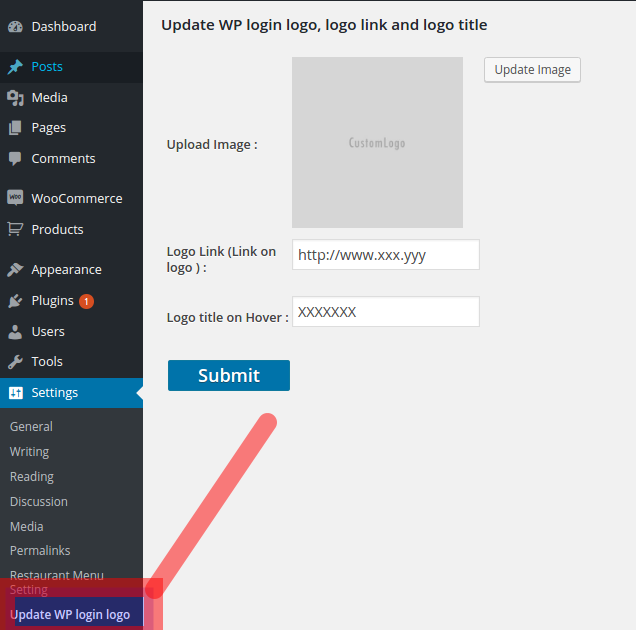 Dashboard
Posts
Media
Pages
Comments
WOO
WooCommerce
Products
Appearance
Plugins 1
Users
Tools
Settings
General
Writing
Reading
Discussion
Media
Permalinks
Restaurant Menu
Setting
Update WP login logo
Update WP login logo, logo link and logo title
Upload Image :
CustomLogo
Update Image
Logo Link (Link on
logo ) :
http://www.xxx.yyy
Logo title on Hover :
XXXXXXX
Submit